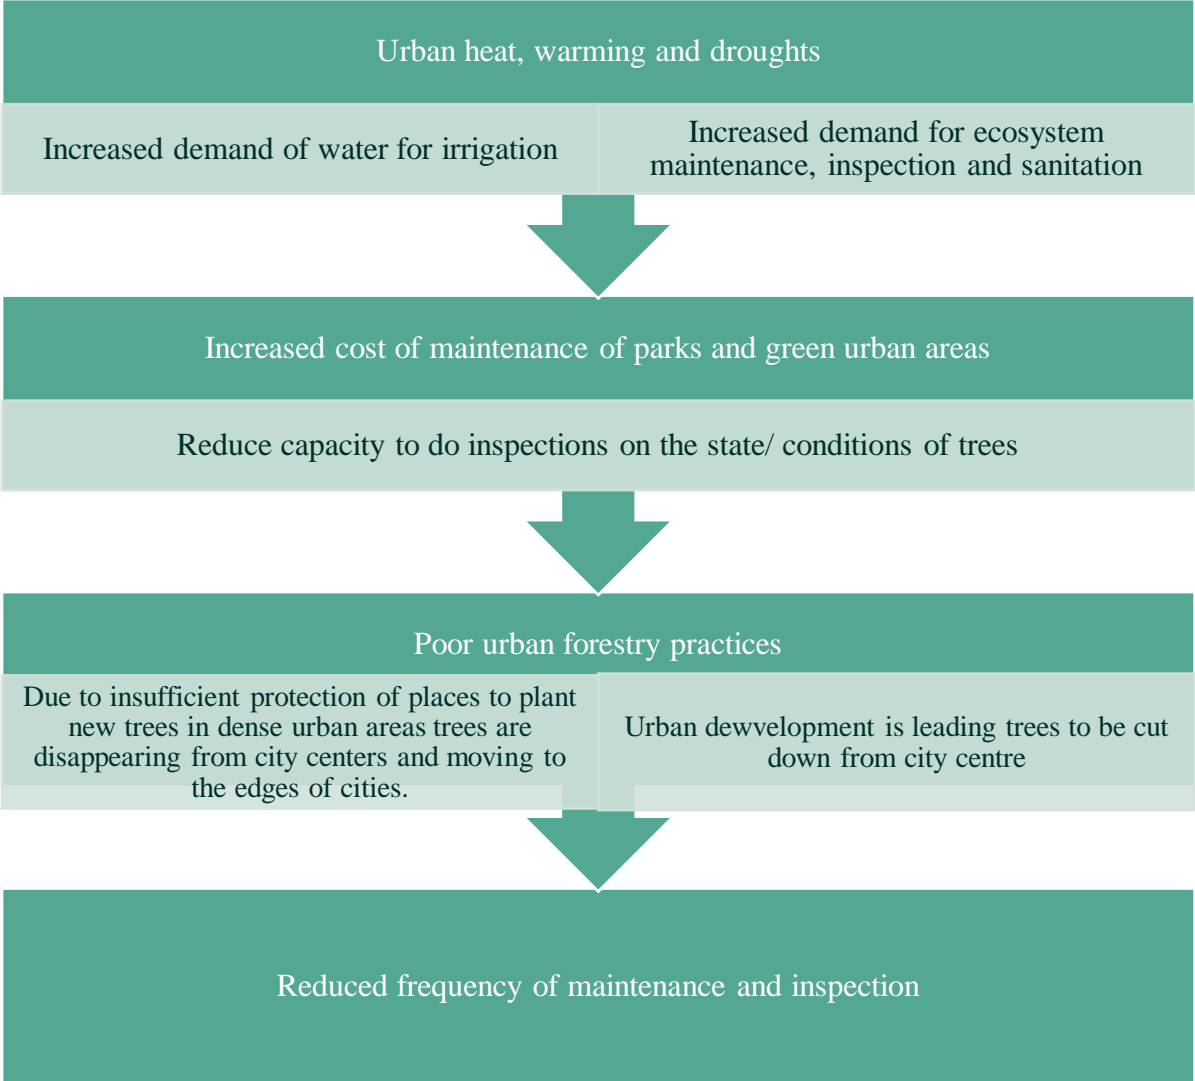 Urban heat, warming and droughts
Increased demand of water for irrigation
Increased demand for ecosystem
maintenance, inspection and sanitation
Increased cost of maintenance of parks and green urban areas
Reduce capacity to do inspections on the state/ conditions of trees
Poor urban forestry practices
Due to insufficient protection of places to plant
new trees in dense urban areas trees are
disappearing from city centers and moving to
the edges of cities.
Urban dewvelopment is leading trees to be cut
down from city centre
Reduced frequency of maintenance and inspection